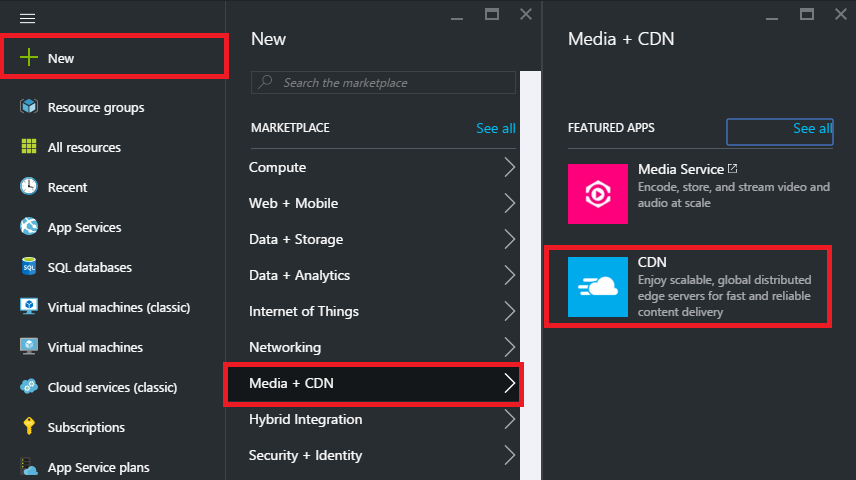 New
Resource groups
All resources
Recent
App Services
SQL
SQL databases
Virtual machines (classic)
Virtual machines
Cloud services (classic)
Subscriptions
App Service plans
New
Search the marketplace
MARKETPLACE See all
Compute
Web + Mobile
Data + Storage
Data + Analytics
Internet of Things
Networking
Media + CDN
Hybrid Integration
Security + Identity
Media + CDN
FEATURED APPS See all
Media Service
Encode, store, and stream video and
audio at scale
CDN
Enjoy scalable, global distributed
edge servers for fast and reliable
content delivery